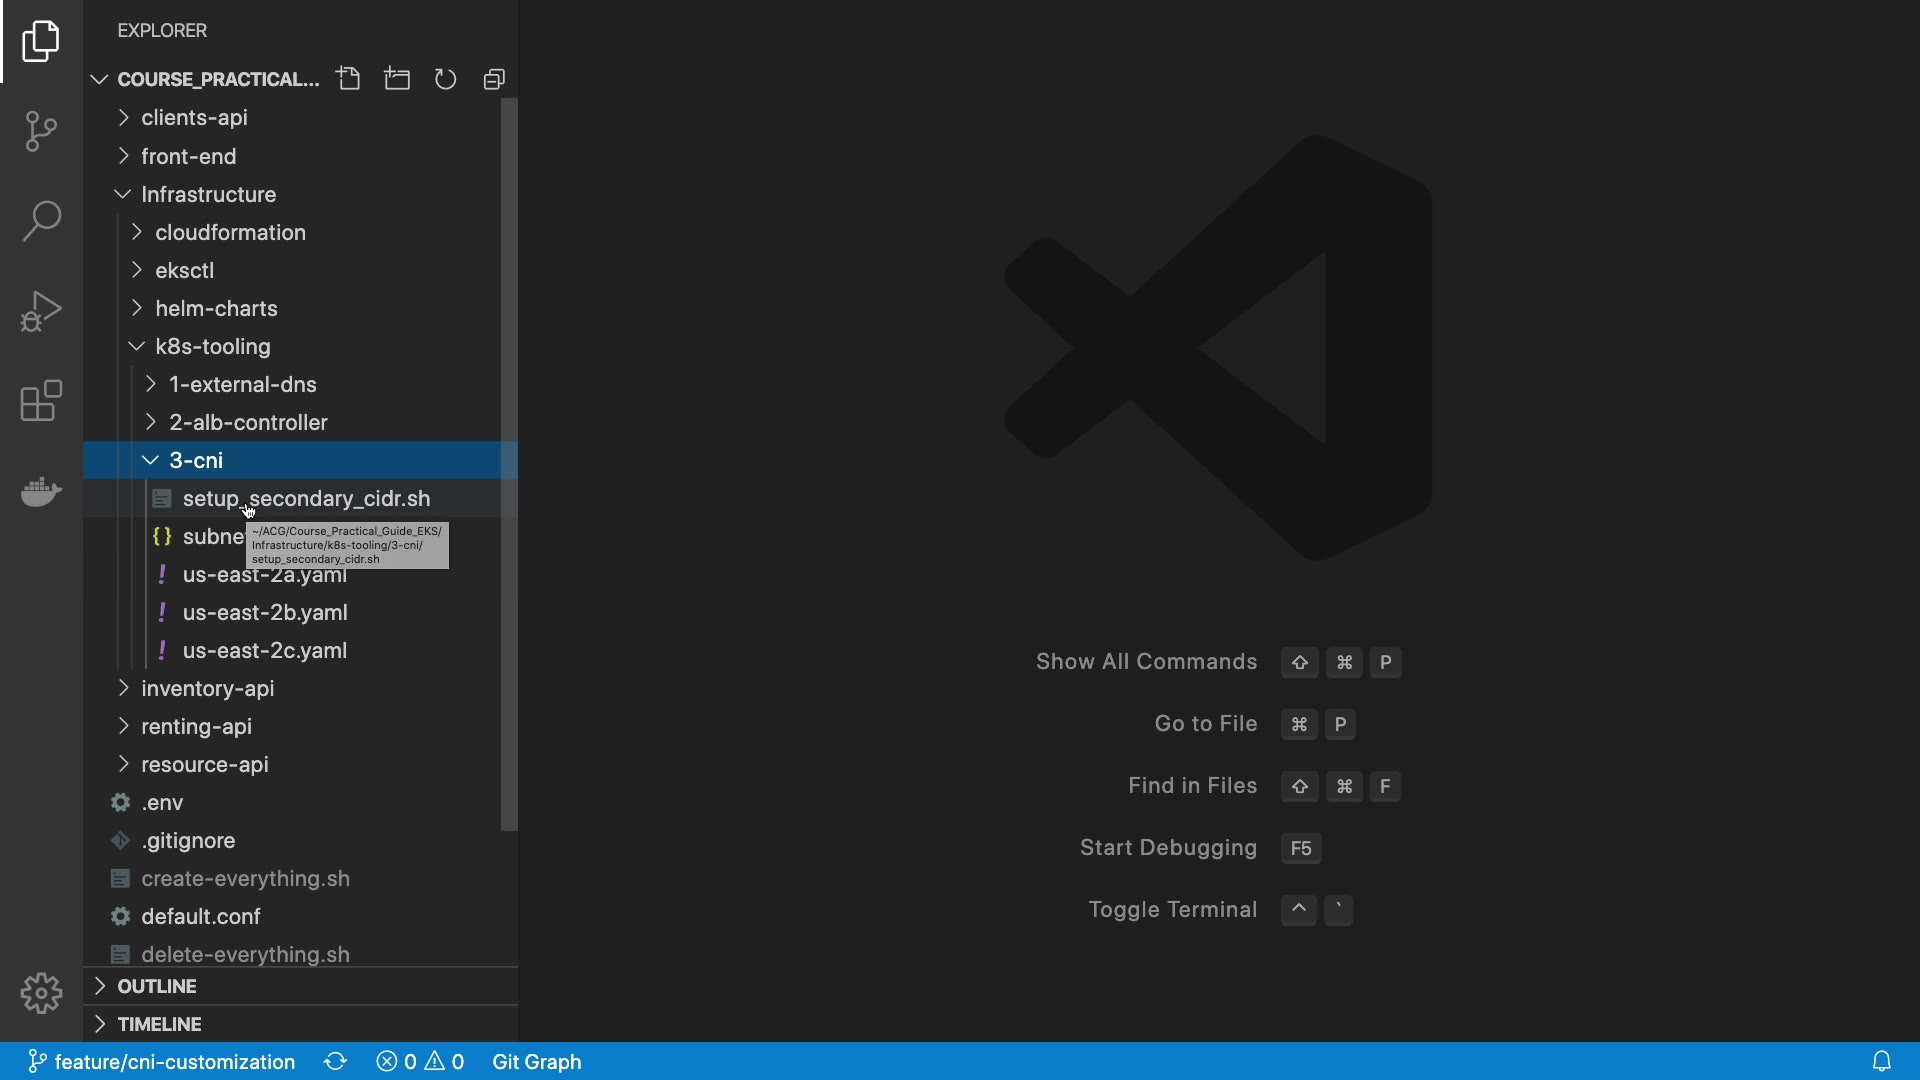 EXPLORER
COURSE_PRACTICAL...
clients-api
front-end
Infrastructure
cloudformation
eksctl
helm-charts
k8s-tooling
1-external-dns
2-alb-controller
3-cni
setup_secondary_cidr.sh
~/ACG/Course_Practical_Guide_EKS/
Infrastructure/k8s-tooling/3-cni/
setup_secondary_cidr.sh
us-east-2a.yaml
us-east-2b.yaml
us-east-2c.yaml
inventory-api
renting-api
resource-api
.env
.gitignore
create-everything.sh
default.conf
delete-everything.sh
OUTLINE
TIMELINE
Show All Commands ⇧ ⌘ P
Go to File ⌘ P
Find in Files ⇧ ⌘ F
Start Debugging F5
Toggle Terminal ^ `
feature/cni-customization 0 0 Git Graph